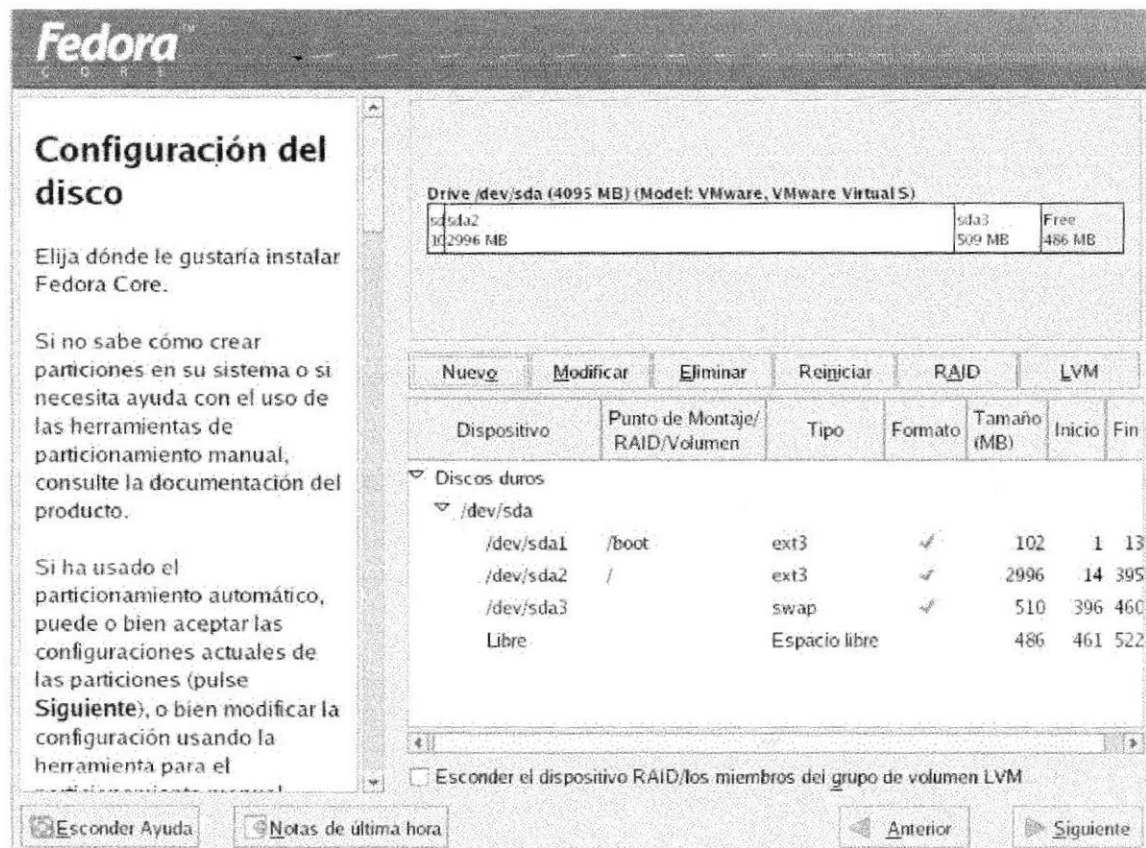 Fedora™
CORE
Configuración del
disco
Elija dónde le gustaría instalar
Fedora Core.
Si no sabe cómo crear
particiones en su sistema o si
necesita ayuda con el uso de
las herramientas de
particionamiento manual,
consulte la documentación del
producto.
Si ha usado el
particionamiento automático,
puede o bien aceptar las
configuraciones actuales de
las particiones (pulse
Siguiente), o bien modificar la
configuración usando la
herramienta para el
particionamiento manual
Drive /dev/sda (4095 MB) (Model: VMware, VMware Virtual S)
sd sda2 sda3 Free
10 2996 MB 509 MB 486 MB
Nuevo Modificar Eliminar Reiniciar RAID LVM
Dispositivo Punto de Montaje/ RAID/Volumen Tipo Formato Tamaño (MB) Inicio Fin
Discos duros
/dev/sda
/dev/sda1 /boot ext3 102 1 13
/dev/sda2 / ext3 2996 14 395
/dev/sda3 swap 510 396 460
Libre Espacio libre 486 461 522
Esconder el dispositivo RAID/los miembros del grupo de volumen LVM
Esconder Ayuda Notas de última hora Anterior Siguiente